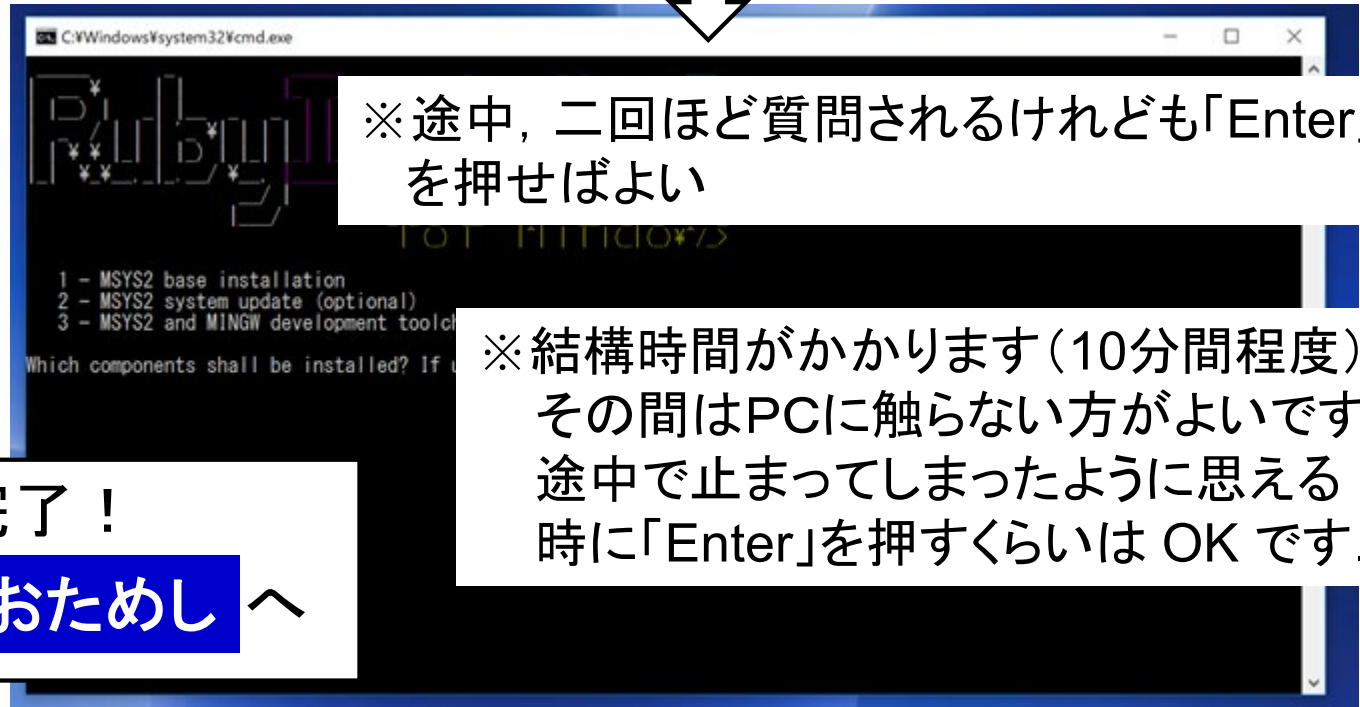 C:¥Windows¥system32¥cmd.exe
Ruby
※途中，二回ほど質問されるけれども「Enter」
を押せばよい
for Windows
1 - MSYS2 base installation
2 - MSYS2 system update (optional)
3 - MSYS2 and MINGW development
Which components shall be installed? If
※結構時間がかかります（10分間程度）
その間はPCに触らない方がよいです
途中で止まってしまったように思える
時に「Enter」を押すくらいは OK です.
完了！
おためし へ